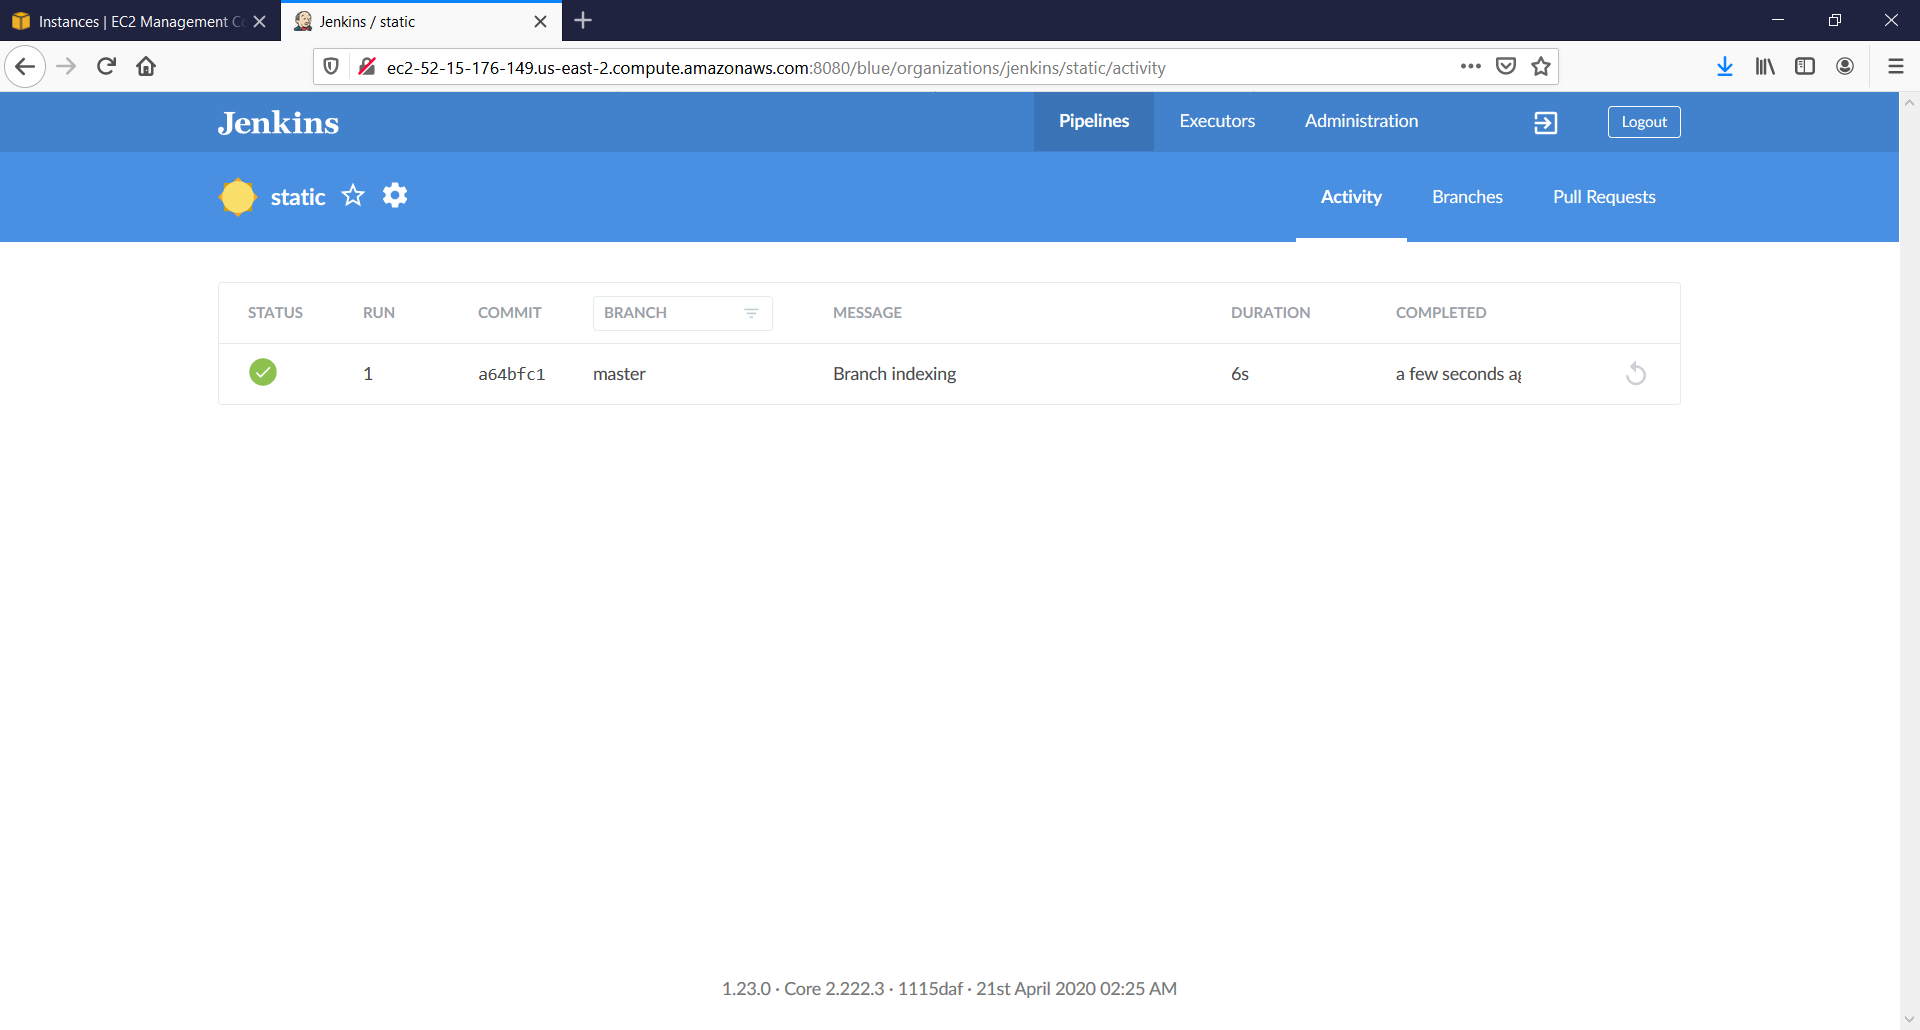 Instances | EC2 Management Co
Jenkins / static
ec2-52-15-176-149.us-east-2.compute.amazonaws.com:8080/blue/organizations/jenkins/static/activity
Jenkins
Pipelines Executors Administration Logout
static
Activity Branches Pull Requests
STATUS RUN COMMIT BRANCH MESSAGE DURATION COMPLETED
1 a64bfc1 master Branch indexing 6s a few seconds ag
1.23.0 · Core 2.222.3 · 1115daf · 21st April 2020 02:25 AM